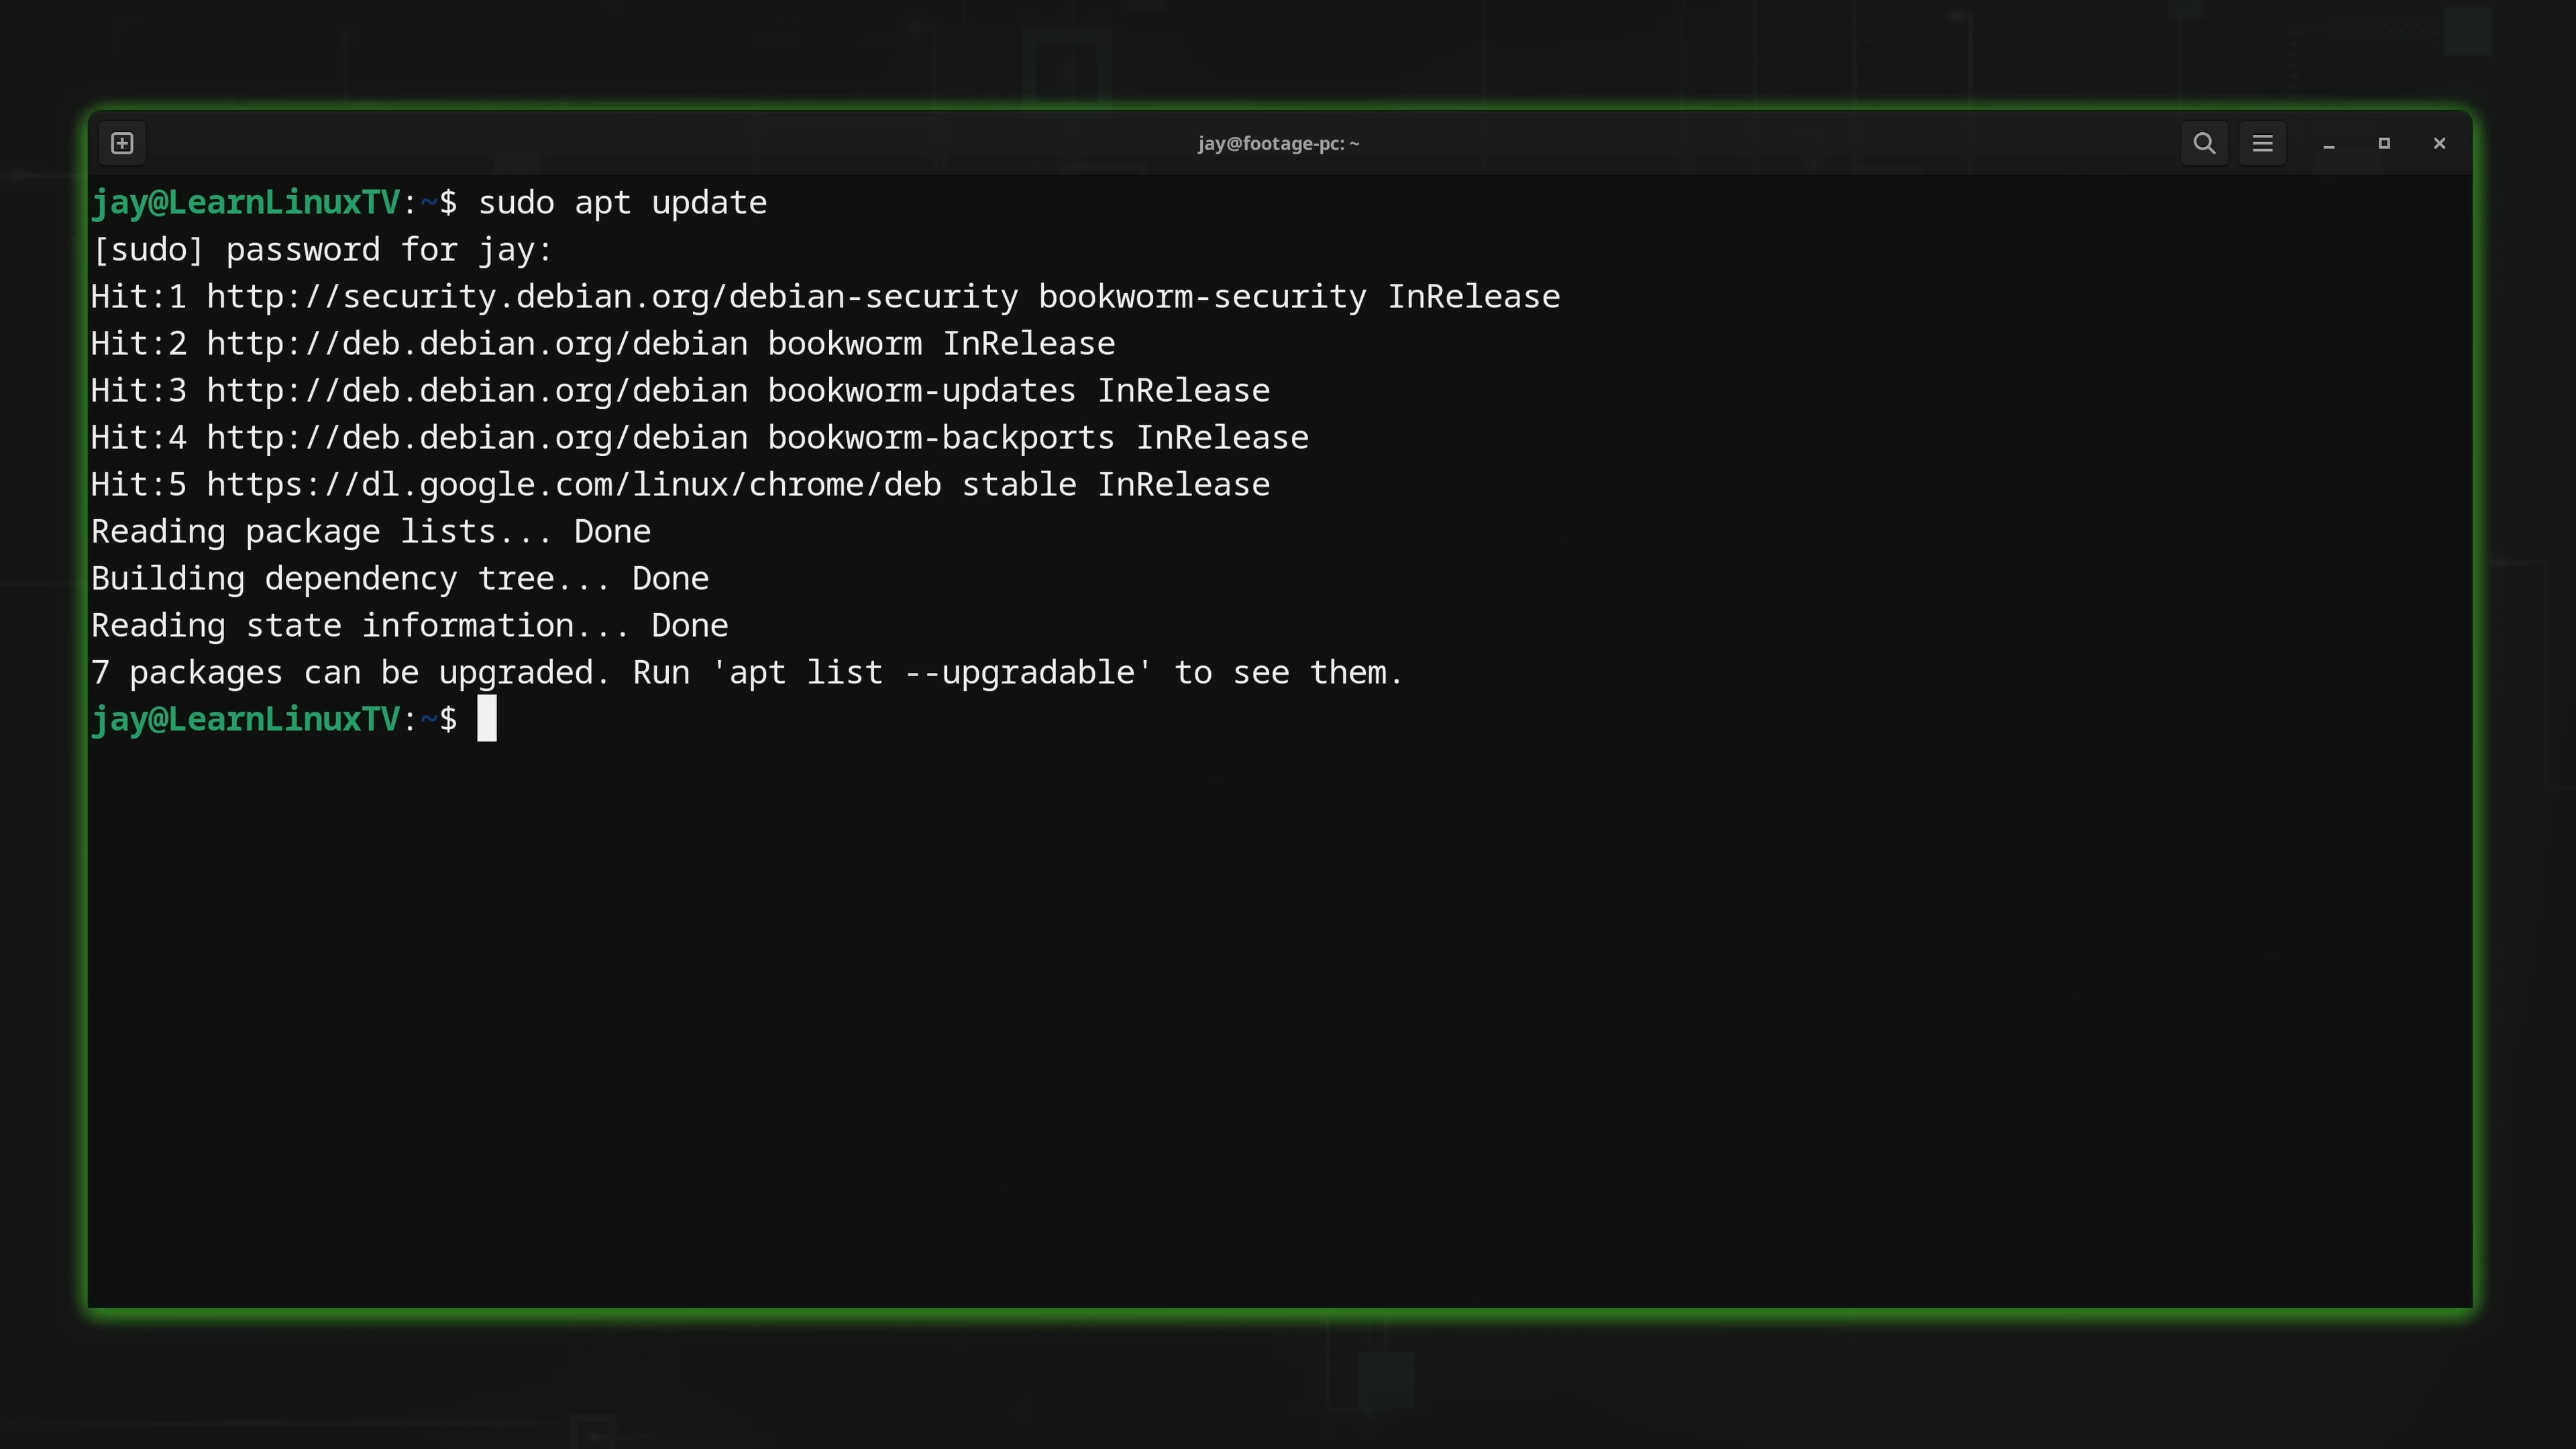 jay@footage-pc: ~
jay@LearnLinuxTV:~$ sudo apt update
[sudo] password for jay:
Hit:1 http://security.debian.org/debian-security bookworm-security InRelease
Hit:2 http://deb.debian.org/debian bookworm InRelease
Hit:3 http://deb.debian.org/debian bookworm-updates InRelease
Hit:4 http://deb.debian.org/debian bookworm-backports InRelease
Hit:5 https://dl.google.com/linux/chrome/deb stable InRelease
Reading package lists... Done
Building dependency tree... Done
Reading state information... Done
7 packages can be upgraded. Run 'apt list --upgradable' to see them.
jay@LearnLinuxTV:~$